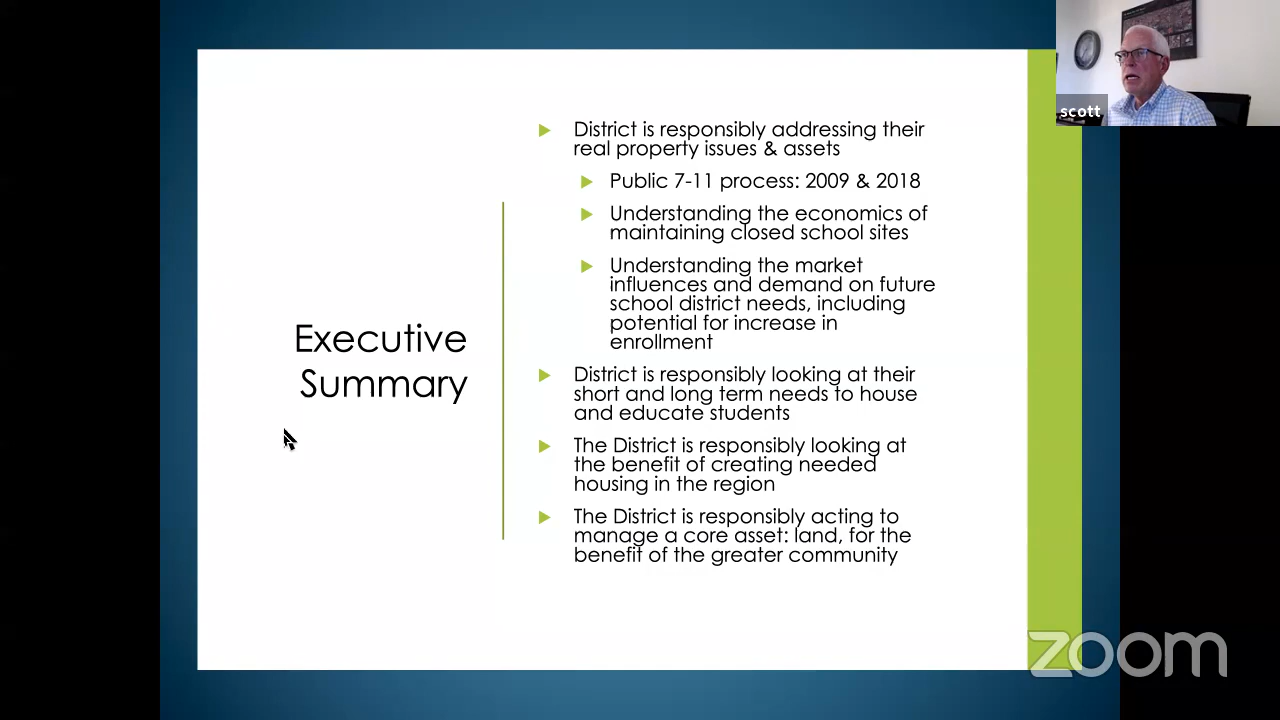 scott
District is responsibly addressing their
real property issues & assets
Public 7-11 process: 2009 & 2018
Understanding the economics of
maintaining closed school sites
Understanding the market
influences and demand on future
school district needs, including
potential for increase in
enrollment
Executive
Summary
District is responsibly looking at their
short and long term needs to house
and educate students
The District is responsibly looking at
the benefit of creating needed
housing in the region
The District is responsibly acting to
manage a core asset: land, for the
benefit of the greater community
zoom